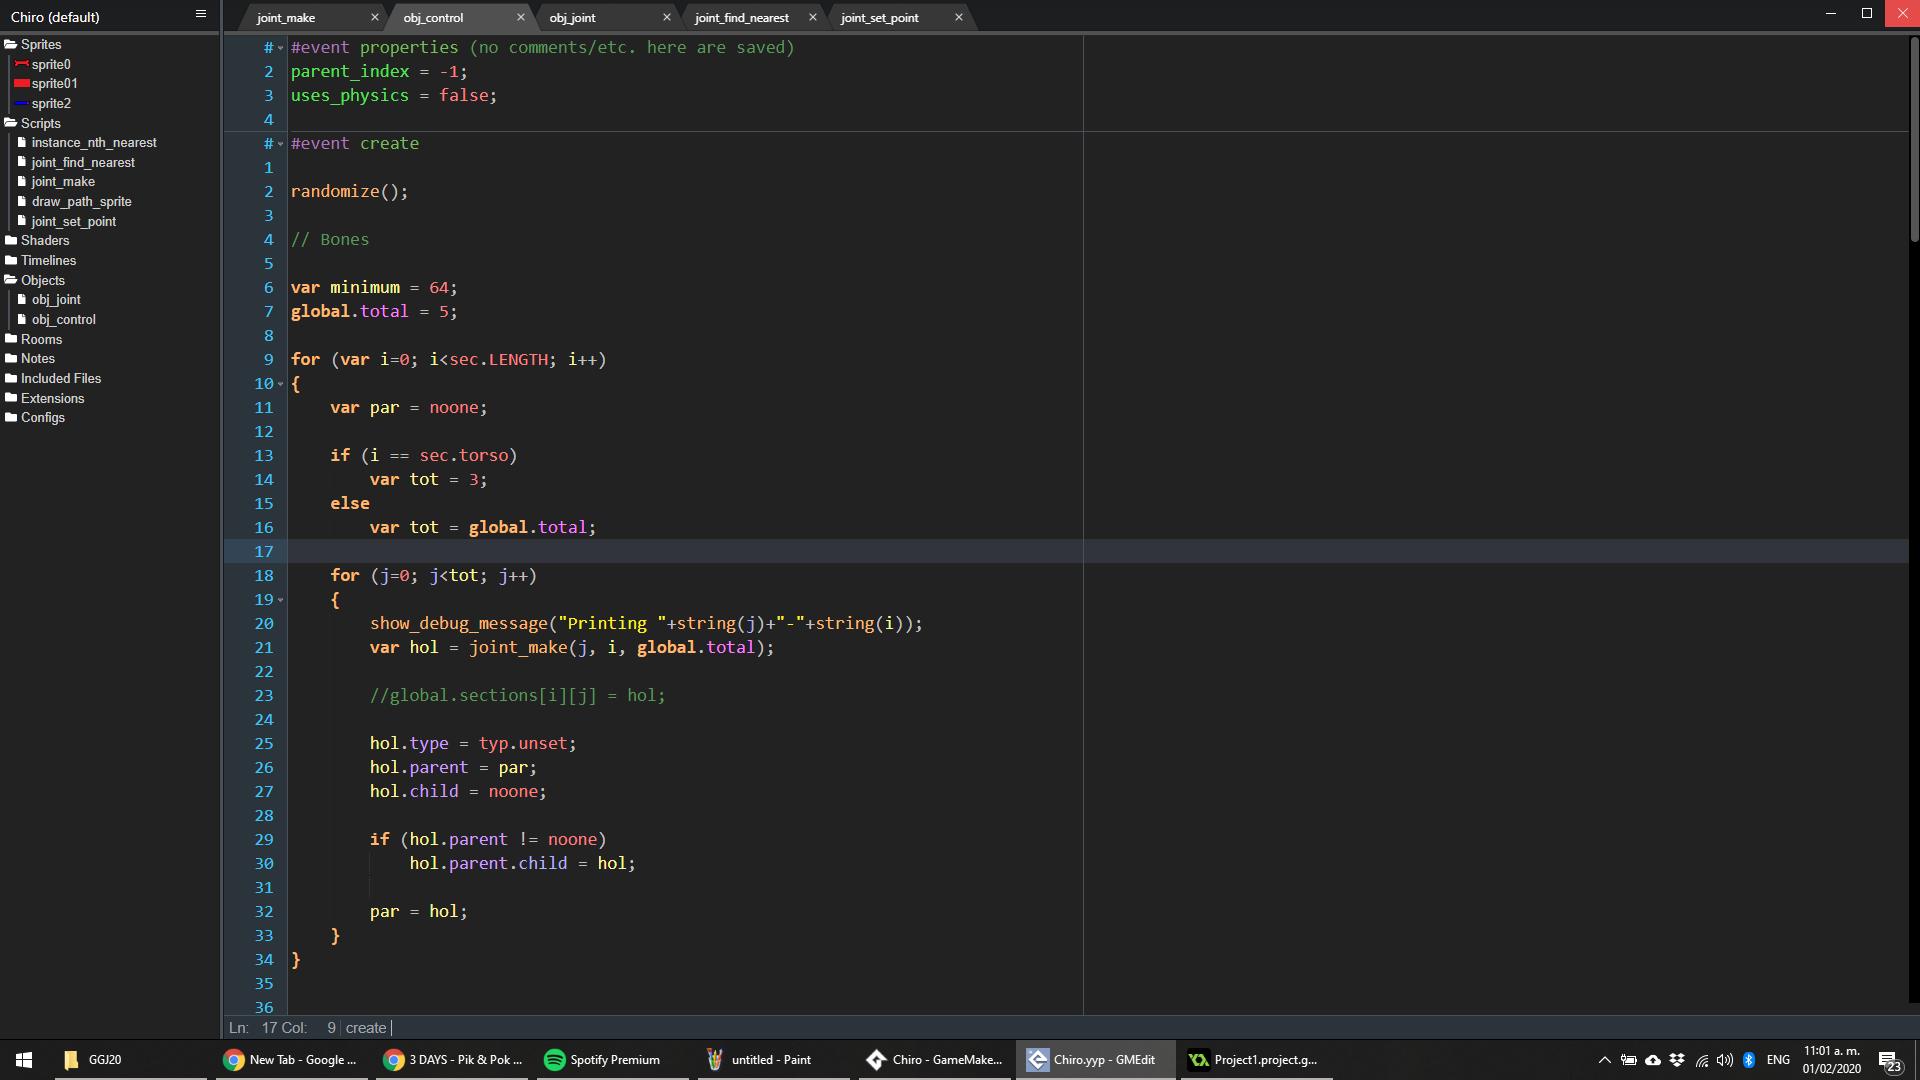 Chiro (default)
Sprites
sprite0
sprite01
sprite2
Scripts
instance_nth_nearest
joint_find_nearest
joint_make
draw_path_sprite
joint_set_point
Shaders
Timelines
Objects
obj_joint
obj_control
Rooms
Notes
Included Files
Extensions
Configs
joint_make × obj_control × obj_joint × joint_find_nearest × joint_set_point ×
# #event properties (no comments/etc. here are saved)
2 parent_index = -1;
3 uses_physics = false;
4
# #event create
1
2 randomize();
3
4 // Bones
5
6 var minimum = 64;
7 global.total = 5;
8
9 for (var i=0; i<sec.LENGTH; i++)
10 {
11 var par = noone;
12
13 if (i == sec.torso)
14 var tot = 3;
15 else
16 var tot = global.total;
17
18 for (j=0; j<tot; j++)
19 {
20 show_debug_message("Printing "+string(j)+"-"+string(i));
21 var hol = joint_make(j, i, global.total);
22
23 //global.sections[i][j] = hol;
24
25 hol.type = typ.unset;
26 hol.parent = par;
27 hol.child = noone;
28
29 if (hol.parent != noone)
30 hol.parent.child = hol;
31
32 par = hol;
33 }
34 }
35
36
Ln: 17 Col: 9 create
GGJ20 New Tab - Google ... 3 DAYS - Pik & Pok ... Spotify Premium untitled - Paint Chiro - GameMake... Chiro.yyp - GMEdit Project1.project.g... ENG 11:01 a. m. 23
01/02/2020